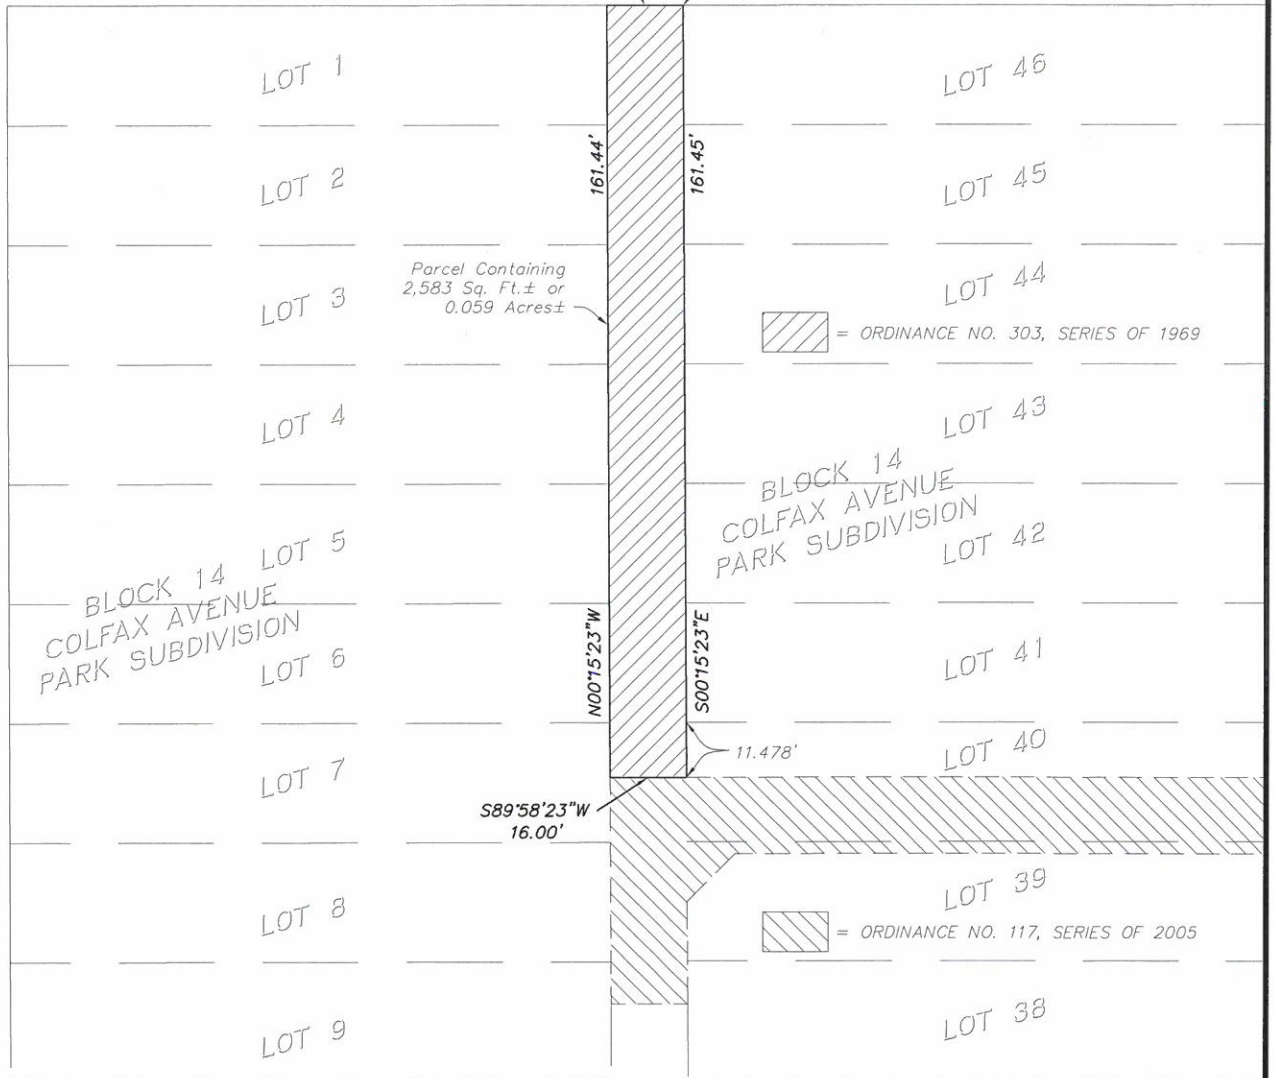 LOT 1
LOT 46
161.44'
161.45'
LOT 2
LOT 45
Parcel Containing
2,583 Sq. Ft.± or
0.059 Acres±
LOT 3
LOT 44
= ORDINANCE NO. 303, SERIES OF 1969
LOT 4
LOT 43
BLOCK 14
COLFAX AVENUE
PARK SUBDIVISION
LOT 5
LOT 42
BLOCK 14
COLFAX AVENUE
PARK SUBDIVISION
LOT 6
N00°15'23"W
S00°15'23"E
LOT 41
11.478'
LOT 40
LOT 7
S89°58'23"W
16.00'
LOT 8
LOT 39
= ORDINANCE NO. 117, SERIES OF 2005
LOT 9
LOT 38